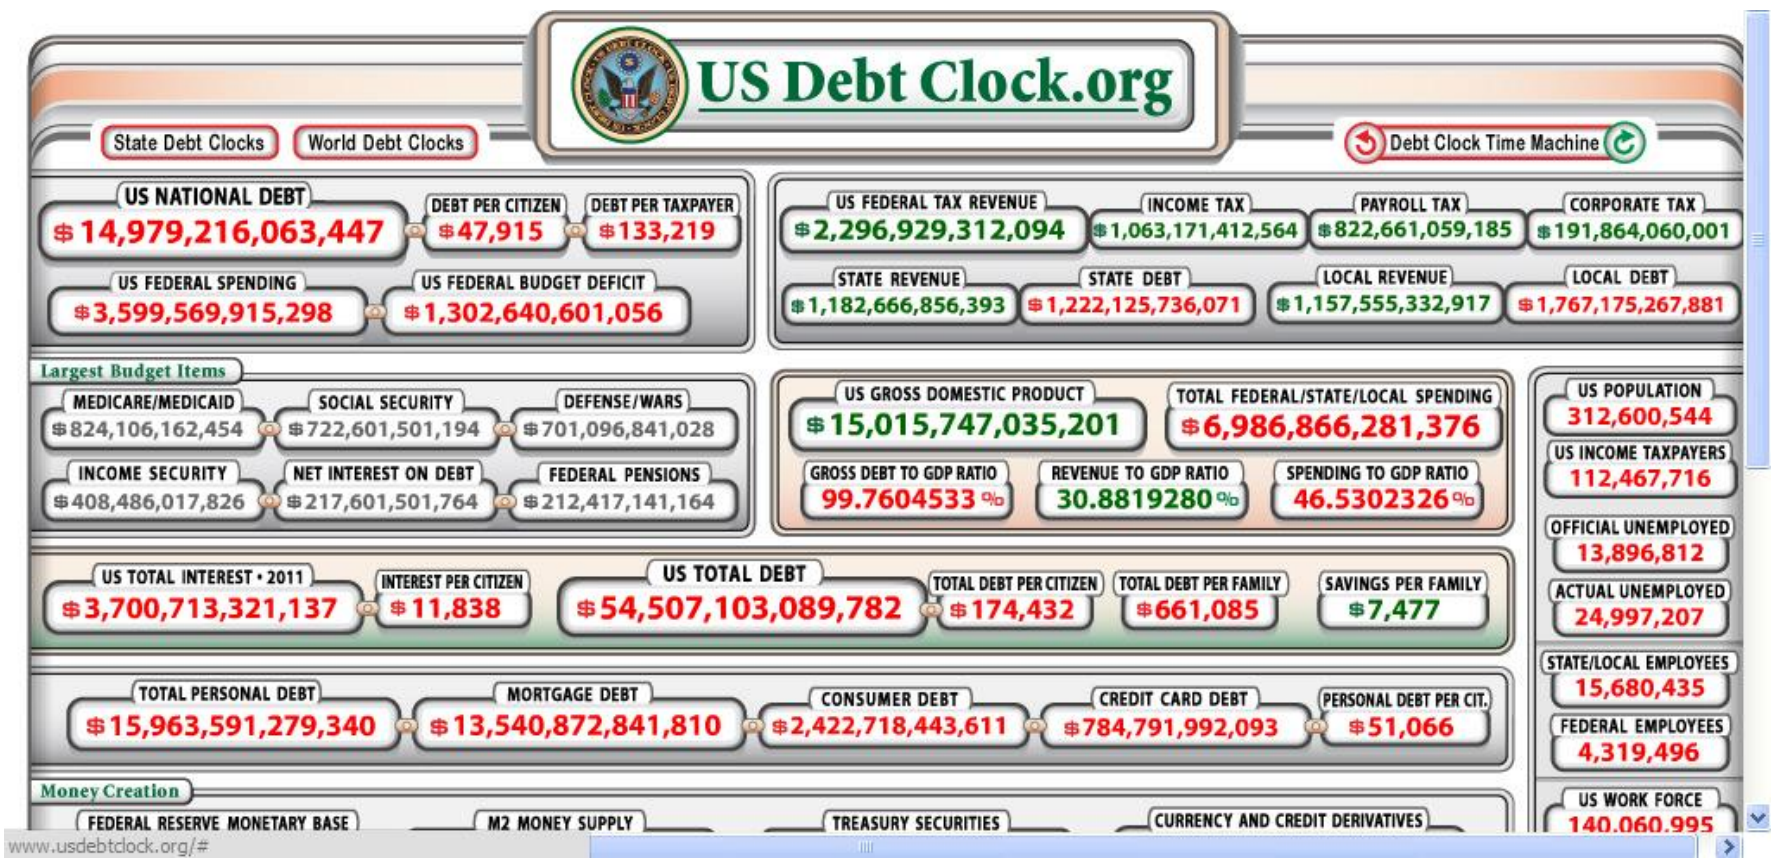 US Debt Clock.org
State Debt Clocks World Debt Clocks Debt Clock Time Machine
US NATIONAL DEBT DEBT PER CITIZEN DEBT PER TAXPAYER
$14,979,216,063,447 $47,915 $133,219
US FEDERAL SPENDING US FEDERAL BUDGET DEFICIT
$3,599,569,915,298 $1,302,640,601,056
US FEDERAL TAX REVENUE INCOME TAX PAYROLL TAX CORPORATE TAX
$2,296,929,312,094 $1,063,171,412,564 $822,661,059,185 $191,864,060,001
STATE REVENUE STATE DEBT LOCAL REVENUE LOCAL DEBT
$1,182,666,856,393 $1,222,125,736,071 $1,157,555,332,917 $1,767,175,267,881
Largest Budget Items
MEDICARE/MEDICAID SOCIAL SECURITY DEFENSE/WARS
$824,106,162,454 $722,601,501,194 $701,096,841,028
INCOME SECURITY NET INTEREST ON DEBT FEDERAL PENSIONS
$408,486,017,826 $217,601,501,764 $212,417,141,164
US GROSS DOMESTIC PRODUCT TOTAL FEDERAL/STATE/LOCAL SPENDING
$15,015,747,035,201 $6,986,866,281,376
GROSS DEBT TO GDP RATIO REVENUE TO GDP RATIO SPENDING TO GDP RATIO
99.7604533% 30.8819280% 46.5302326%
US POPULATION
312,600,544
US INCOME TAXPAYERS
112,467,716
OFFICIAL UNEMPLOYED
13,896,812
ACTUAL UNEMPLOYED
24,997,207
STATE/LOCAL EMPLOYEES
15,680,435
FEDERAL EMPLOYEES
4,319,496
US WORK FORCE
140,060,995
US TOTAL INTEREST • 2011 INTEREST PER CITIZEN US TOTAL DEBT TOTAL DEBT PER CITIZEN TOTAL DEBT PER FAMILY SAVINGS PER FAMILY
$3,700,713,321,137 $11,838 $54,507,103,089,782 $174,432 $661,085 $7,477
TOTAL PERSONAL DEBT MORTGAGE DEBT CONSUMER DEBT CREDIT CARD DEBT PERSONAL DEBT PER CIT.
$15,963,591,279,340 $13,540,872,841,810 $2,422,718,443,611 $784,791,992,093 $51,066
Money Creation
FEDERAL RESERVE MONETARY BASE M2 MONEY SUPPLY TREASURY SECURITIES CURRENCY AND CREDIT DERIVATIVES
www.usdebtclock.org/#